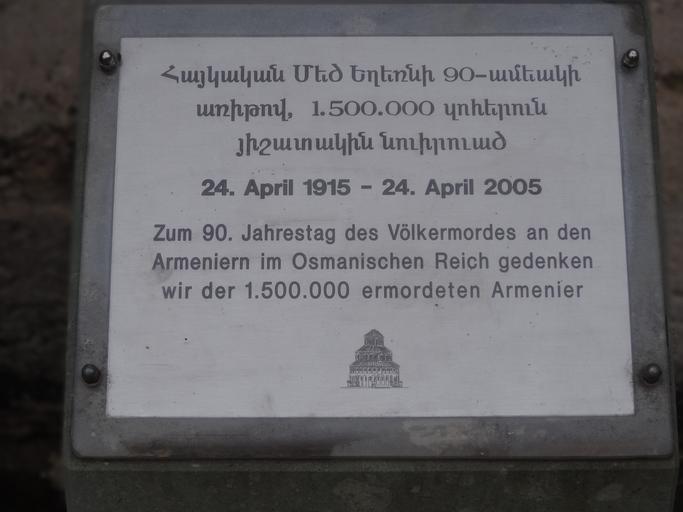 Հայկական Մեծ Եղեռնի 90-ամեակի
առիթով, 1.500.000 զոհերուն
յիշատակին նուիրուած
24. April 1915 - 24. April 2005
Zum 90. Jahrestag des Völkermordes an den
Armeniern im Osmanischen Reich gedenken
wir der 1.500.000 ermordeten Armenier